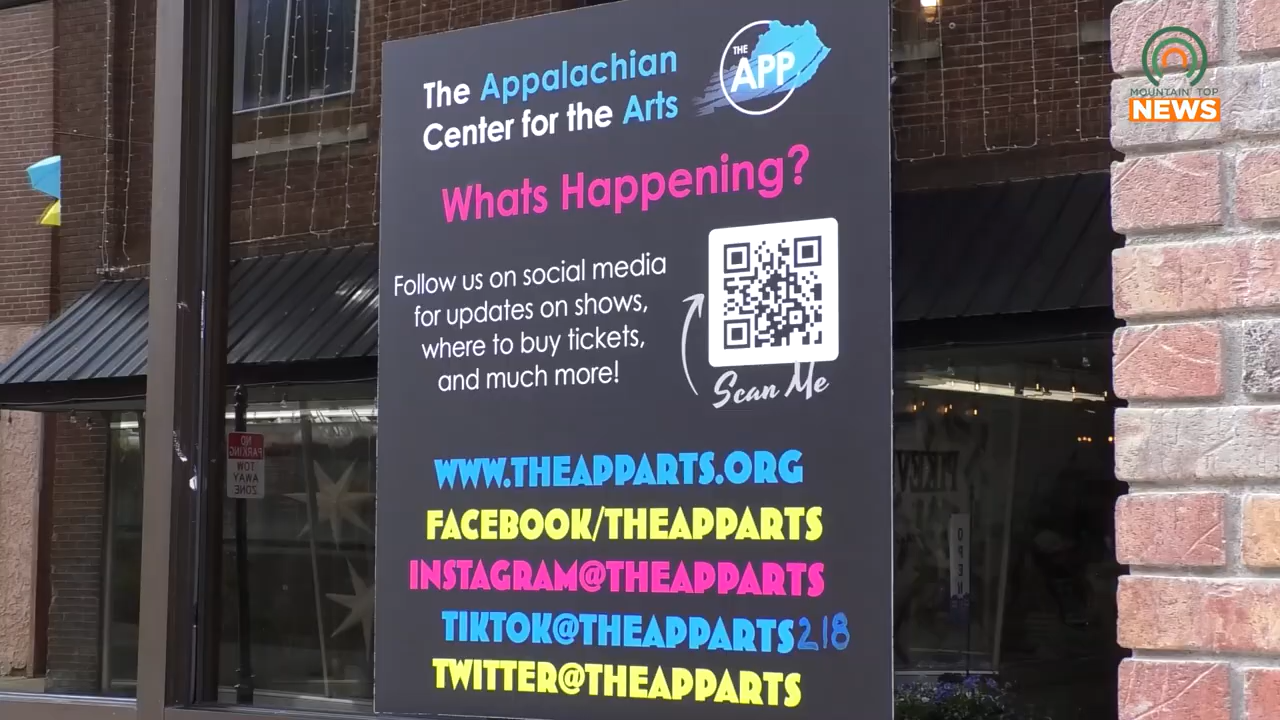 The Appalachian
Center for the Arts
THE
APP
Whats Happening?
Follow us on social media
for updates on shows,
where to buy tickets,
and much more!
Scan Me
WWW.THEAPPARTS.ORG
FACEBOOK/THEAPPARTS
INSTAGRAM@THEAPPARTS
TIKTOK@THEAPPARTS218
TWITTER@THEAPPARTS
MOUNTAIN TOP
NEWS
NO
PARKING
TOW
AWAY
ZONE
OPEN